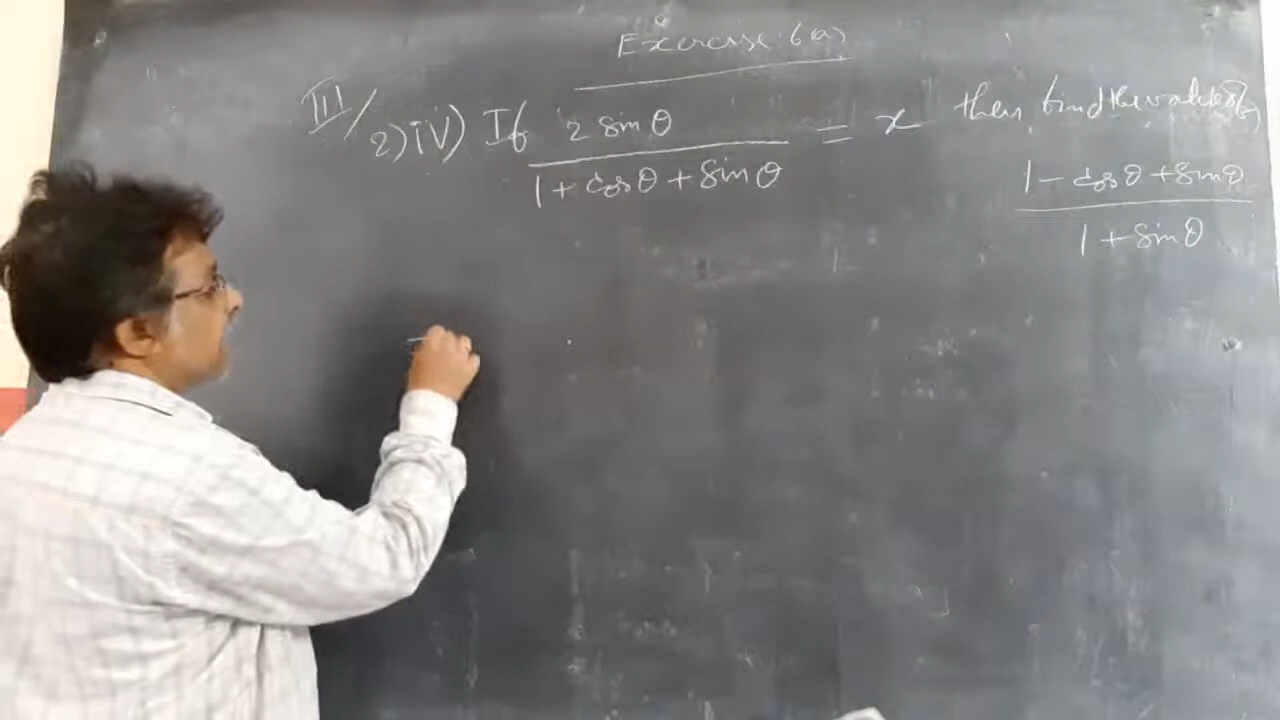 Exercise: 6(a)
III/ 2) iv) If 2 sin θ / 1 + cos θ + sin θ = x then find the value of
1 - cos θ + sin θ / 1 + sin θ